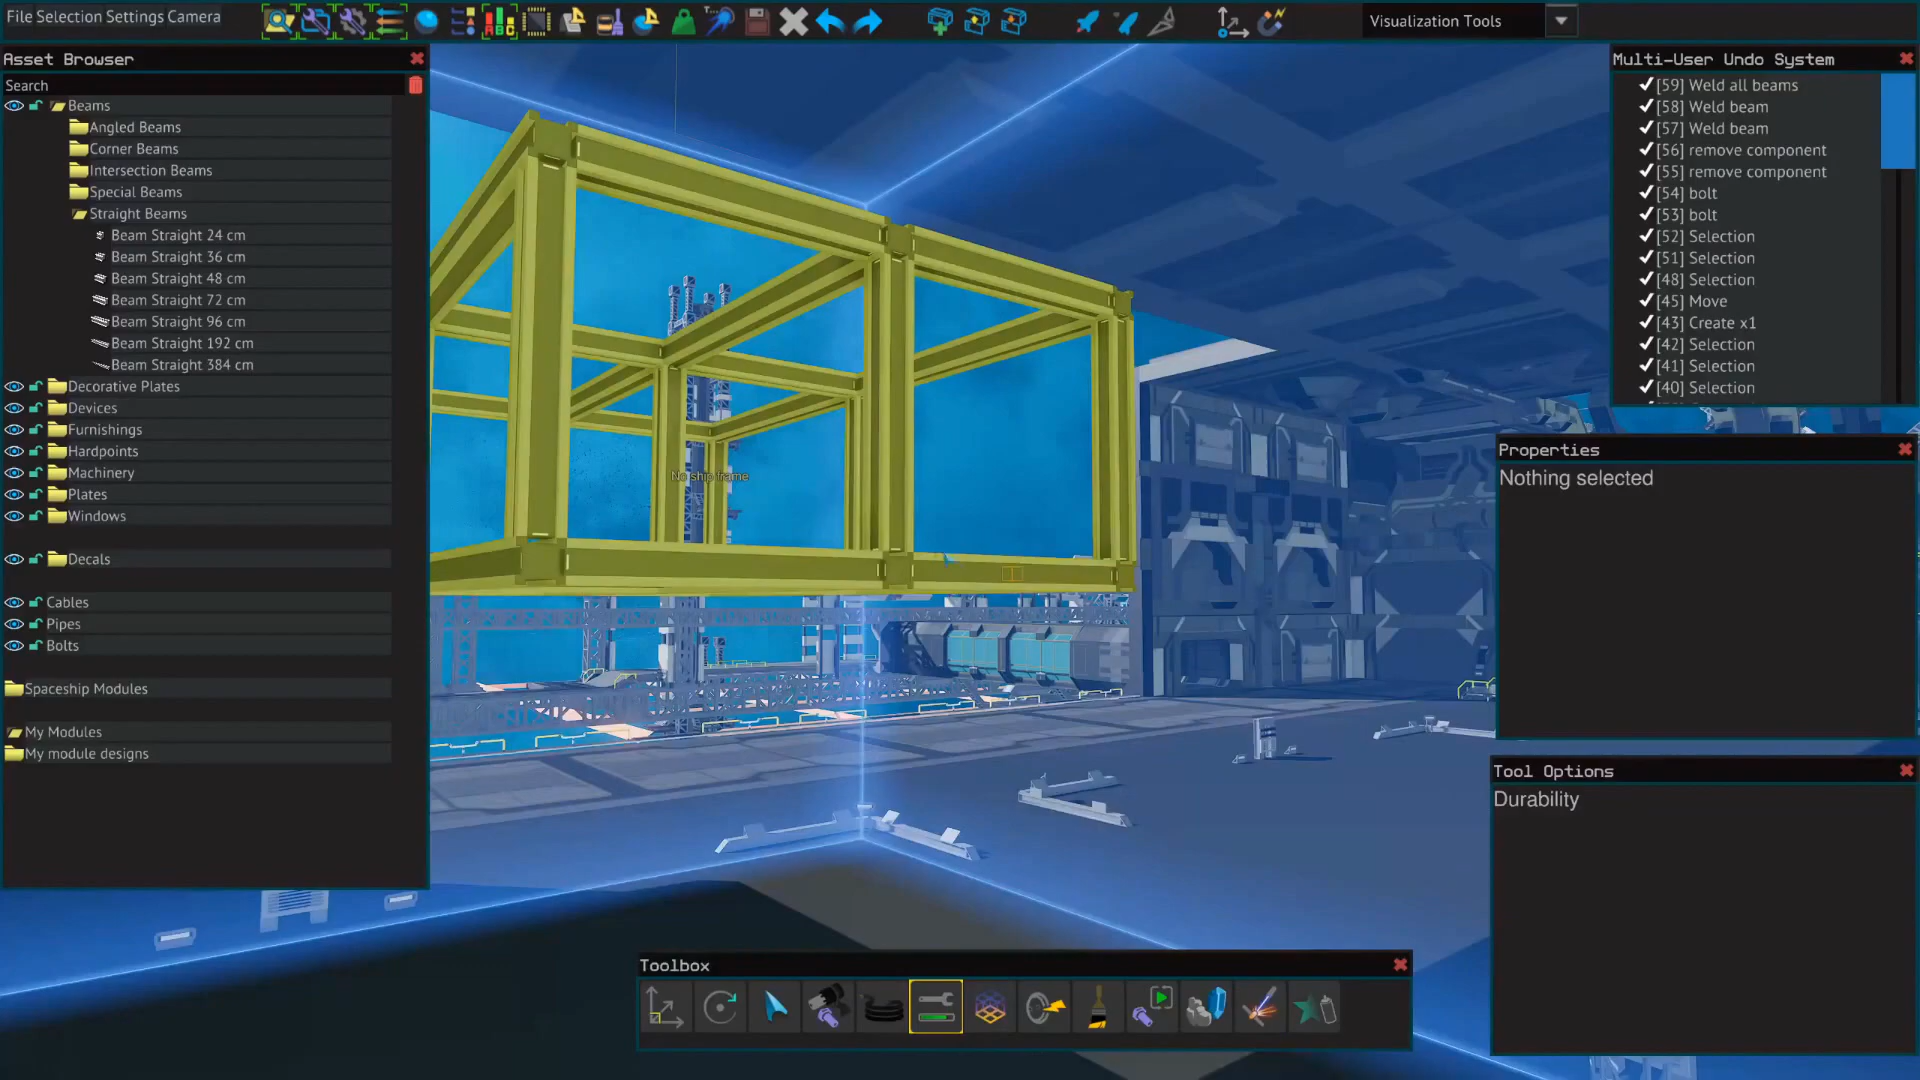 File Selection Settings Camera
Visualization Tools
Asset Browser
Search
Beams
Angled Beams
Corner Beams
Intersection Beams
Special Beams
Straight Beams
Beam Straight 24 cm
Beam Straight 36 cm
Beam Straight 48 cm
Beam Straight 72 cm
Beam Straight 96 cm
Beam Straight 192 cm
Beam Straight 384 cm
Decorative Plates
Devices
Furnishings
Hardpoints
Machinery
Plates
Windows
Decals
Cables
Pipes
Bolts
Spaceship Modules
My Modules
My module designs
No ship frame
Multi-User Undo System
[59] Weld all beams
[58] Weld beam
[57] Weld beam
[56] remove component
[55] remove component
[54] bolt
[53] bolt
[52] Selection
[51] Selection
[48] Selection
[45] Move
[43] Create x1
[42] Selection
[41] Selection
[40] Selection
Properties
Nothing selected
Tool Options
Durability
Toolbox